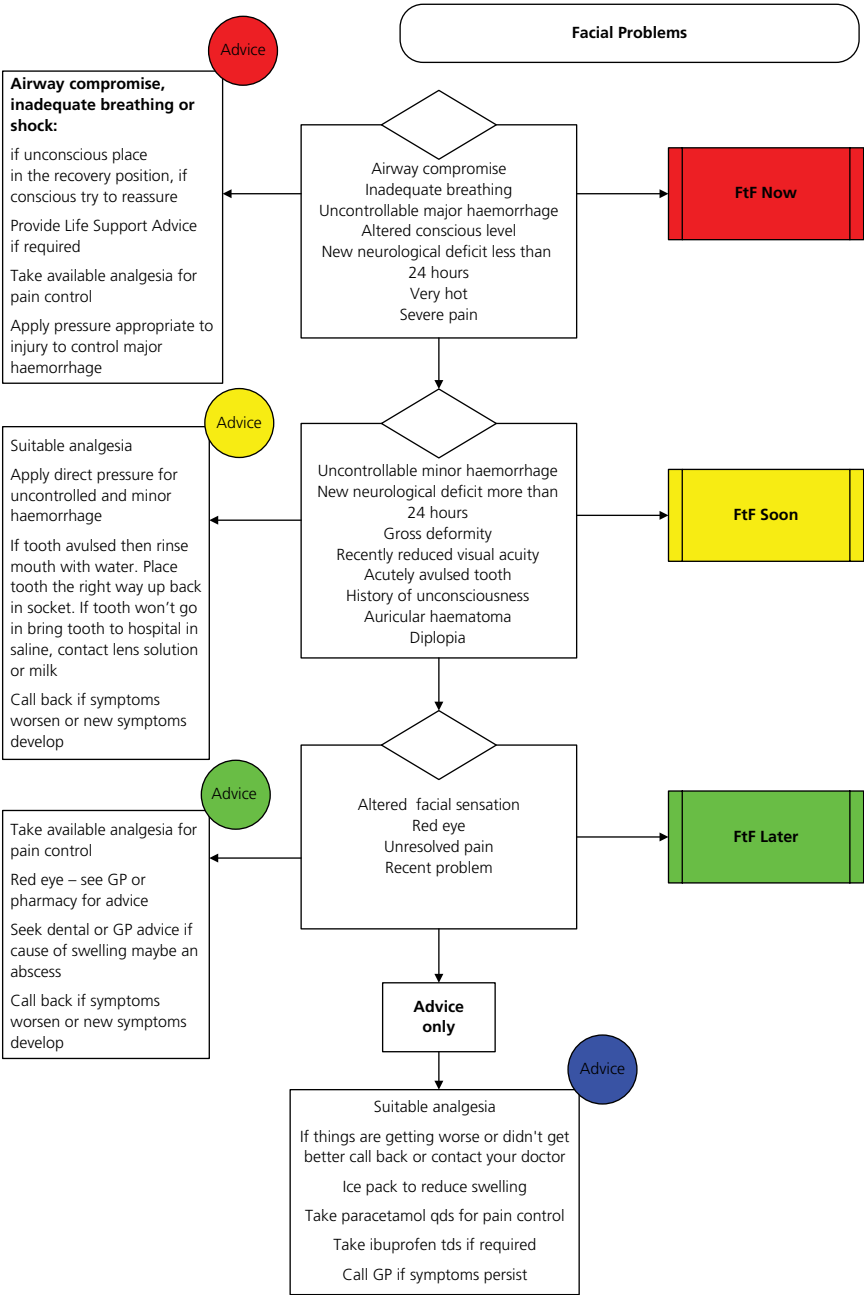 Facial Problems
Advice
Airway compromise,
inadequate breathing or
shock:
if unconscious place
in the recovery position, if
conscious try to reassure
Provide Life Support Advice
if required
Take available analgesia for
pain control
Apply pressure appropriate to
injury to control major
haemorrhage
Airway compromise
Inadequate breathing
Uncontrollable major haemorrhage
Altered conscious level
New neurological deficit less than
24 hours
Very hot
Severe pain
FtF Now
Advice
Suitable analgesia
Apply direct pressure for
uncontrolled and minor
haemorrhage
If tooth avulsed then rinse
mouth with water. Place
tooth the right way up back
in socket. If tooth won’t go
in bring tooth to hospital in
saline, contact lens solution
or milk
Call back if symptoms
worsen or new symptoms
develop
Uncontrollable minor haemorrhage
New neurological deficit more than
24 hours
Gross deformity
Recently reduced visual acuity
Acutely avulsed tooth
History of unconsciousness
Auricular haematoma
Diplopia
FtF Soon
Advice
Take available analgesia for
pain control
Red eye – see GP or
pharmacy for advice
Seek dental or GP advice if
cause of swelling maybe an
abscess
Call back if symptoms
worsen or new symptoms
develop
Altered facial sensation
Red eye
Unresolved pain
Recent problem
FtF Later
Advice
only
Advice
Suitable analgesia
If things are getting worse or didn't get
better call back or contact your doctor
Ice pack to reduce swelling
Take paracetamol qds for pain control
Take ibuprofen tds if required
Call GP if symptoms persist